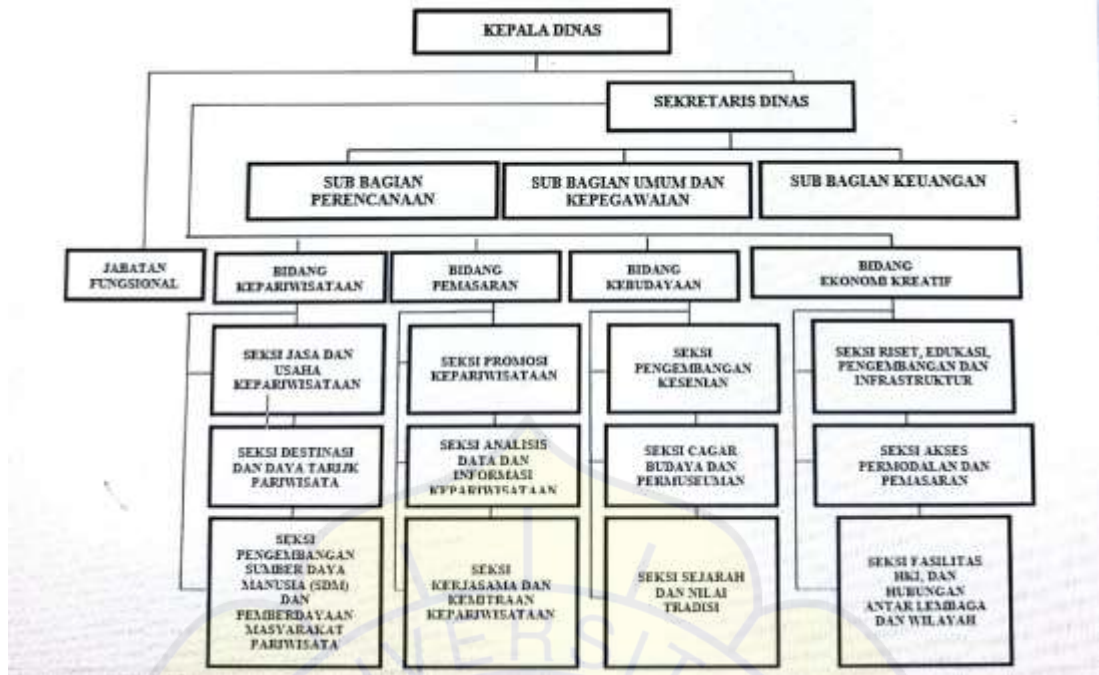 KEPALA DINAS
SEKRETARIS DINAS
SUB BAGIAN
PERENCANAAN
SUB BAGIAN UMUM DAN
KEPEGAWAIAN
SUB BAGIAN KEUANGAN
JABATAN
FUNGSIONAL
BIDANG
KEPARIWISATAAN
BIDANG
PEMASARAN
BIDANG
KEBUDAYAAN
BIDANG
EKONOMI KREATIF
SEKSI JASA DAN
USAHA
KEPARIWISATAAN
SEKSI PROMOSI
KEPARIWISATAAN
SEKSI
PENGEMBANGAN
KESENIAN
SEKSI RISET, EDUKASI,
PENGEMBANGAN DAN
INFRASTRUKTUR
SEKSI DESTINASI
DAN DAYA TARIJK
PARIWISATA
SEKSI ANALISIS
DATA DAN
INFORMASI
KEPARIWISATAAN
SEKSI CAGAR
BUDAYA DAN
PERMUSEUMAN
SEKSI AKSES
PERMODALAN DAN
PEMASARAN
SEKSI
PENGEMBANGAN
SUMBER DAYA
MANUSIA (SDM)
DAN
PEMBERDAYAAN
MASYARAKAT
PARIWISATA
SEKSI
KERJASAMA DAN
KEMITRAAN
KEPARIWISATAAN
SEKSI SEJARAH
DAN NILAI
TRADISI
SEKSI FASILITAS
HKI, DAN
HUBUNGAN
ANTAR LEMBAGA
DAN WILAYAH